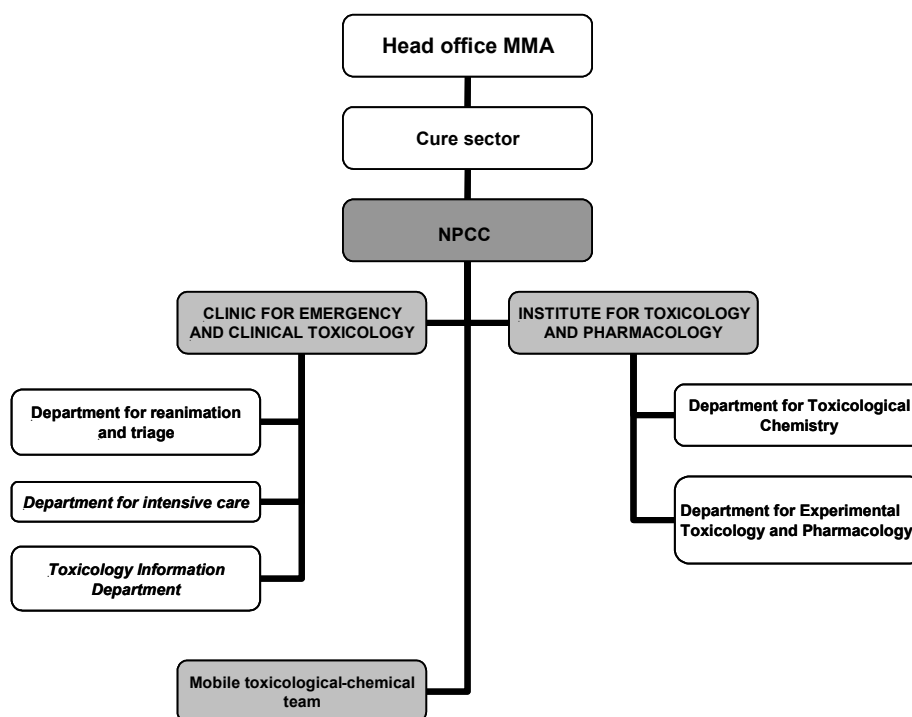 Head office MMA
Cure sector
NPCC
CLINIC FOR EMERGENCY
AND CLINICAL TOXICOLOGY
INSTITUTE FOR TOXICOLOGY
AND PHARMACOLOGY
Department for reanimation
and triage
Department for intensive care
Toxicology Information
Department
Department for Toxicological
Chemistry
Department for Experimental
Toxicology and Pharmacology
Mobile toxicological-chemical
team